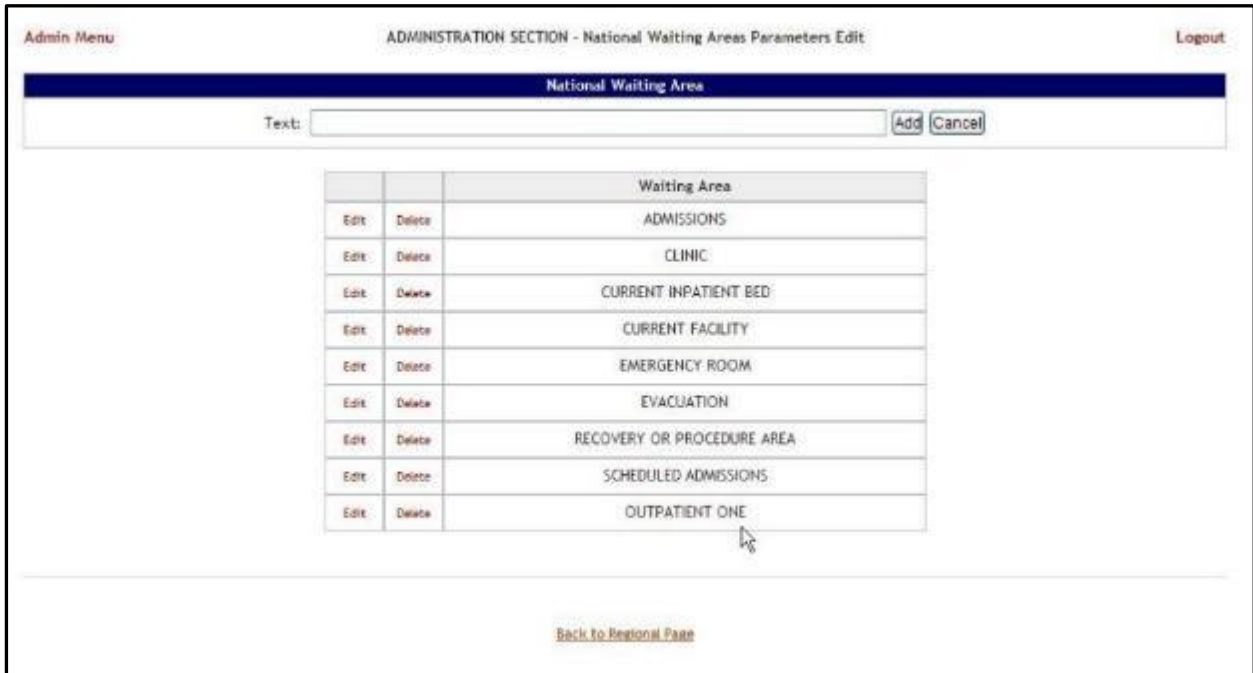 Admin Menu ADMINISTRATION SECTION - National Waiting Areas Parameters Edit Logout
National Waiting Area
Text: Add Cancel
Waiting Area
Edit Delete ADMISSIONS
Edit Delete CLINIC
Edit Delete CURRENT INPATIENT BED
Edit Delete CURRENT FACILITY
Edit Delete EMERGENCY ROOM
Edit Delete EVACUATION
Edit Delete RECOVERY OR PROCEDURE AREA
Edit Delete SCHEDULED ADMISSIONS
Edit Delete OUTPATIENT ONE
Back to Regional Page